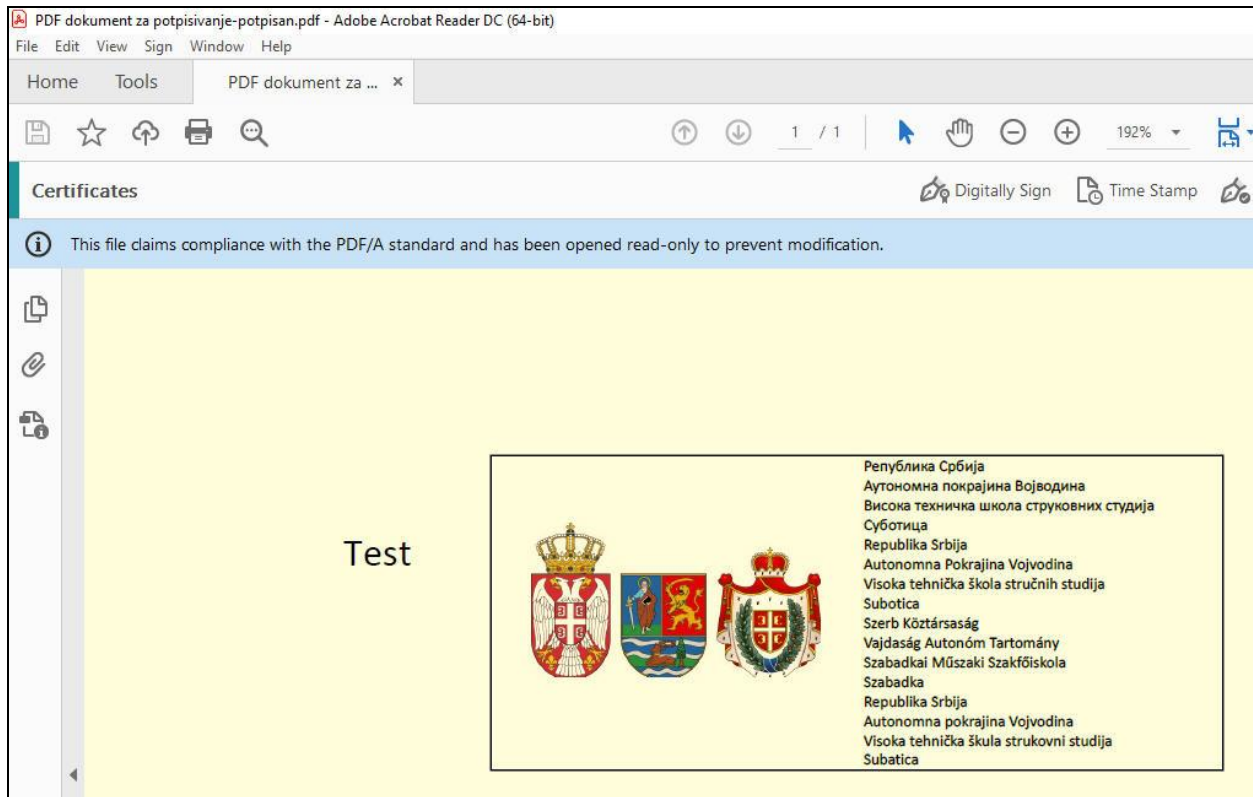 PDF dokument za potpisivanje-potpisan.pdf - Adobe Acrobat Reader DC (64-bit)
File Edit View Sign Window Help
Home Tools PDF dokument za ... ×
1 / 1 192%
Certificates Digitally Sign Time Stamp
This file claims compliance with the PDF/A standard and has been opened read-only to prevent modification.
Test
Република Србија
Аутономна покрајина Војводина
Висока техничка школа струковних студија
Суботица
Republika Srbija
Autonomna Pokrajina Vojvodina
Visoka tehnička škola stručnih studija
Subotica
Szerb Köztársaság
Vajdaság Autonóm Tartomány
Szabadkai Műszaki Szakfőiskola
Szabadka
Republika Srbija
Autonomna pokrajina Vojvodina
Visoka tehnička škula strukovni studija
Subatica